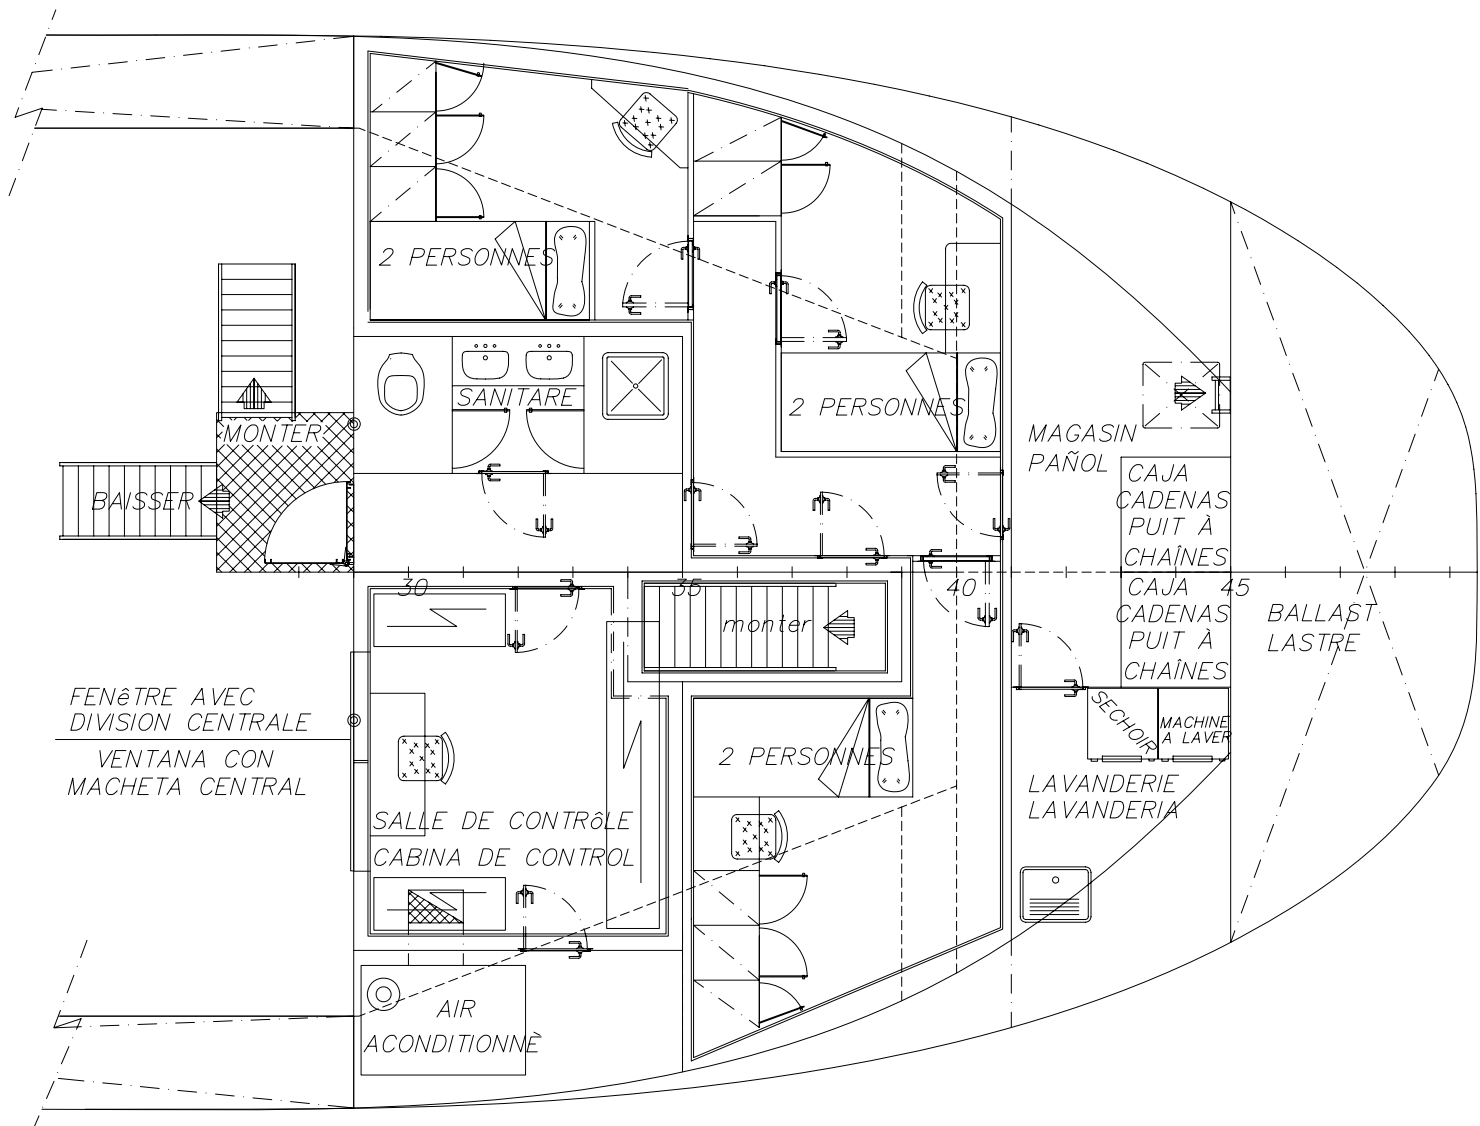 2 PERSONNES
2 PERSONNES
SANITARE
MONTER
BAISSER
MAGASIN
PAÑOL
CAJA
CADENAS
PUIT À
CHAÎNES
30
35
40
45
CAJA
CADENAS
PUIT À
CHAÎNES
BALLAST
LASTRE
monter
FENêTRE AVEC
DIVISION CENTRALE
VENTANA CON
MACHETA CENTRAL
2 PERSONNES
SECHOIR
MACHINE
A LAVER
LAVANDERIE
LAVANDERIA
SALLE DE CONTRôLE
CABINA DE CONTROL
AIR
ACONDITIONNÈ